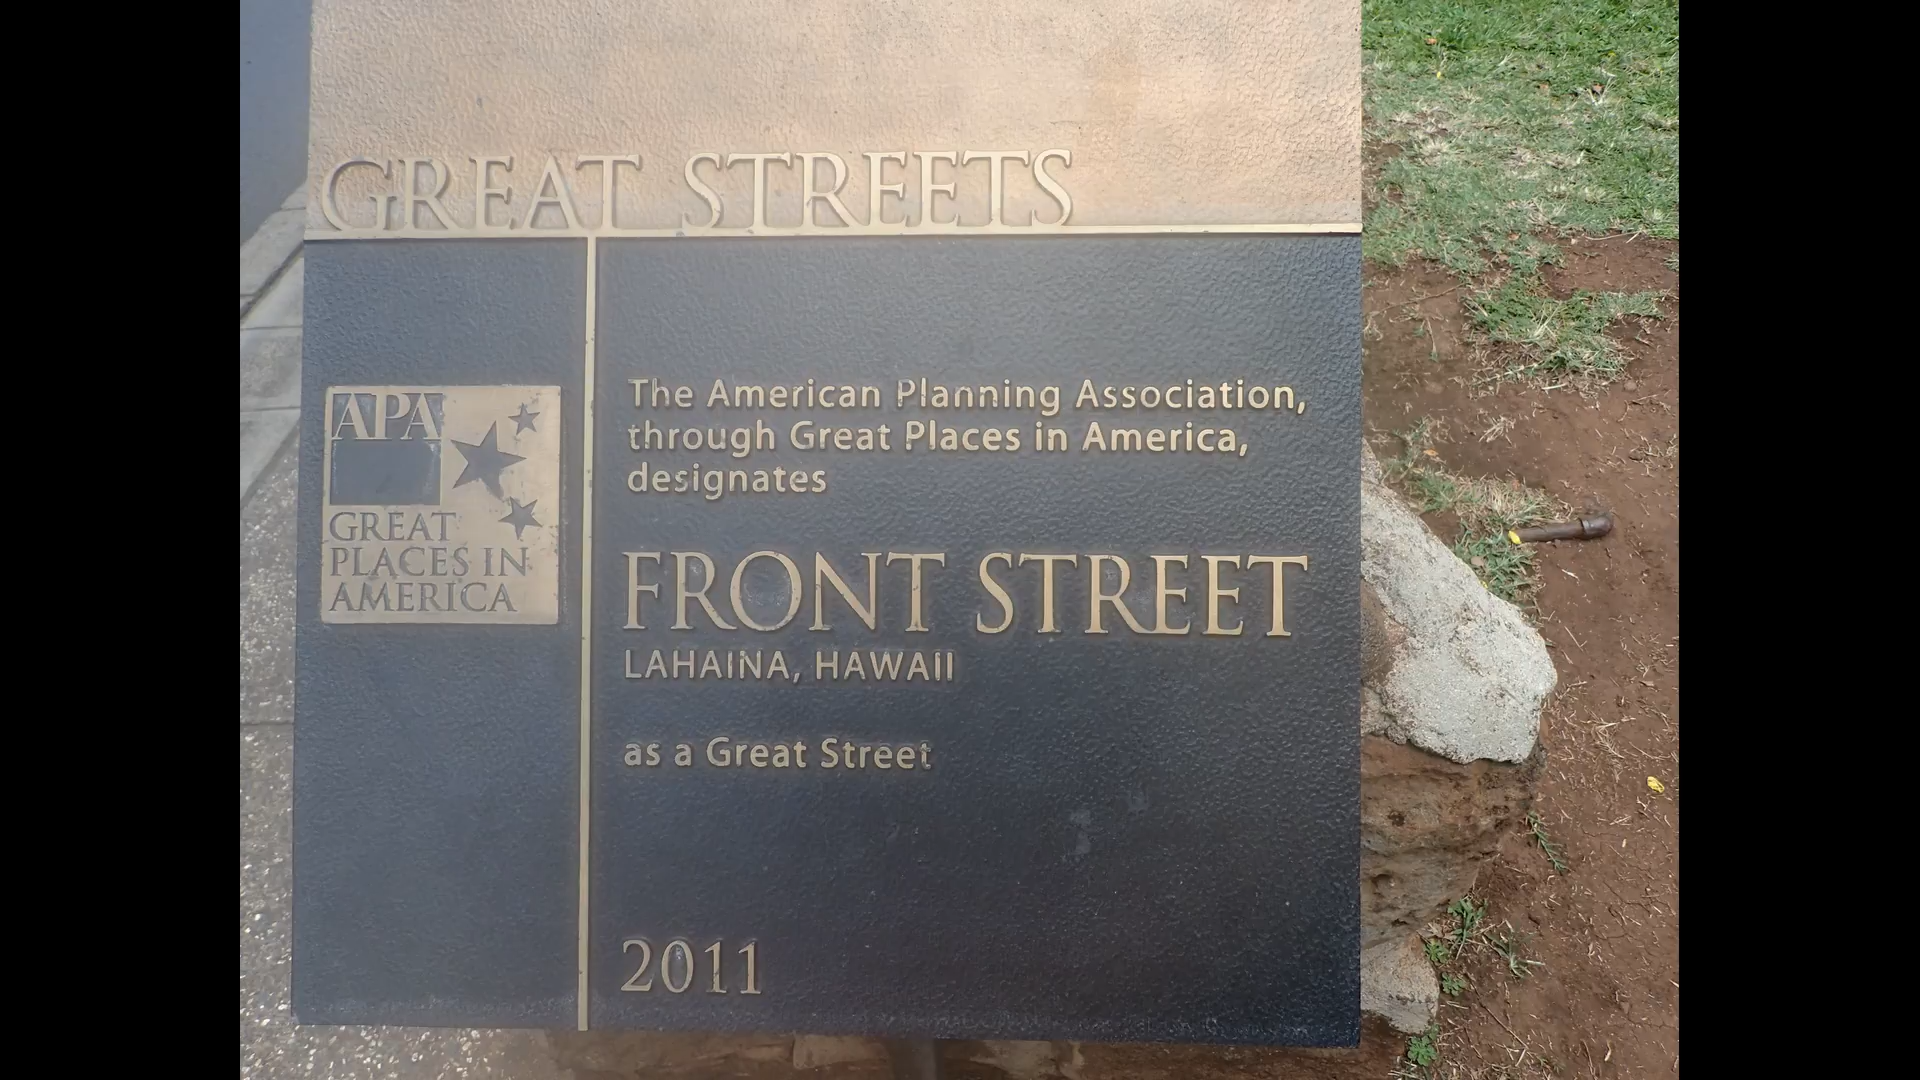 GREAT STREETS
APA
GREAT
PLACES IN
AMERICA
The American Planning Association,
through Great Places in America,
designates
FRONT STREET
LAHAINA, HAWAII
as a Great Street
2011